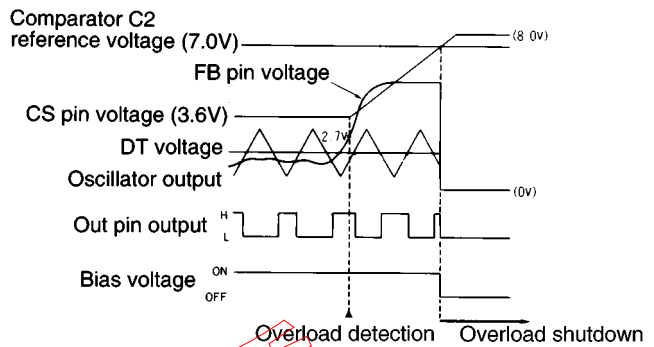 Comparator C2
reference voltage (7.0V)
(8.0V)
FB pin voltage
CS pin voltage (3.6V)
2.7V
DT voltage
Oscillator output
(0V)
Out pin output
H
L
Bias voltage
ON
OFF
Overload detection
Overload shutdown